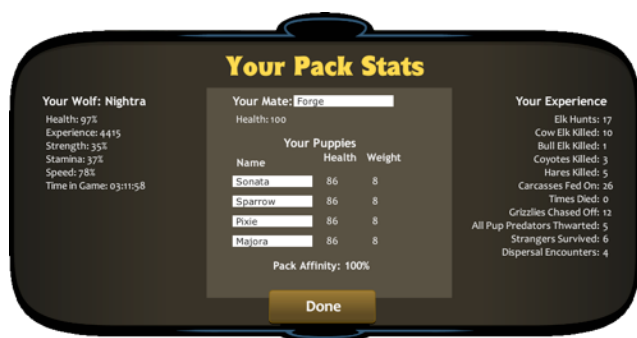 Your Pack Stats
Your Wolf: Nightra
Health: 97%
Experience: 4415
Strength: 35%
Stamina: 37%
Speed: 78%
Time in Game: 03:11:58
Your Mate: Forge
Health: 100
Your Puppies
Name Health Weight
Sonata 86 8
Sparrow 86 8
Pixie 86 8
Majora 86 8
Pack Affinity: 100%
Your Experience
Elk Hunts: 17
Cow Elk Killed: 10
Bull Elk Killed: 1
Coyotes Killed: 3
Hares Killed: 5
Carcasses Fed On: 26
Times Died: 0
Grizzlies Chased Off: 12
All Pup Predators Thwarted: 5
Strangers Survived: 6
Dispersal Encounters: 4
Done